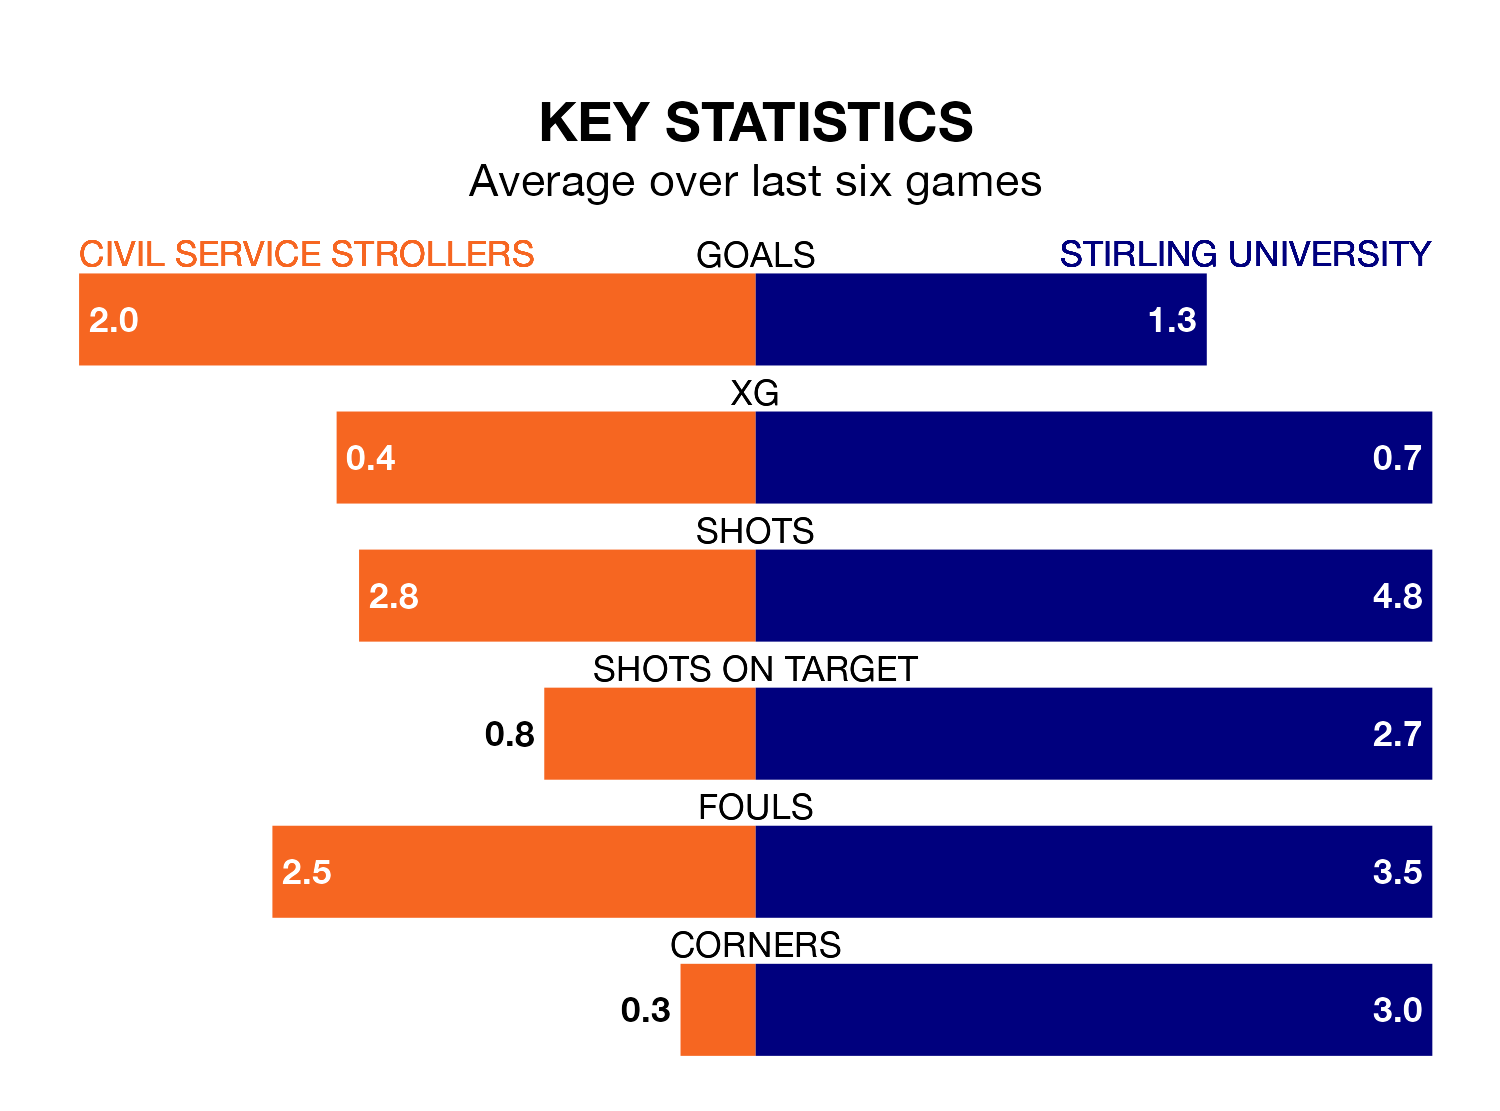 KEY STATISTICS
Average over last six games
CIVIL SERVICE STROLLERS GOALS STIRLING UNIVERSITY
2.0 1.3
XG
0.4 0.7
SHOTS
2.8 4.8
SHOTS ON TARGET
0.8 2.7
FOULS
2.5 3.5
CORNERS
0.3 3.0